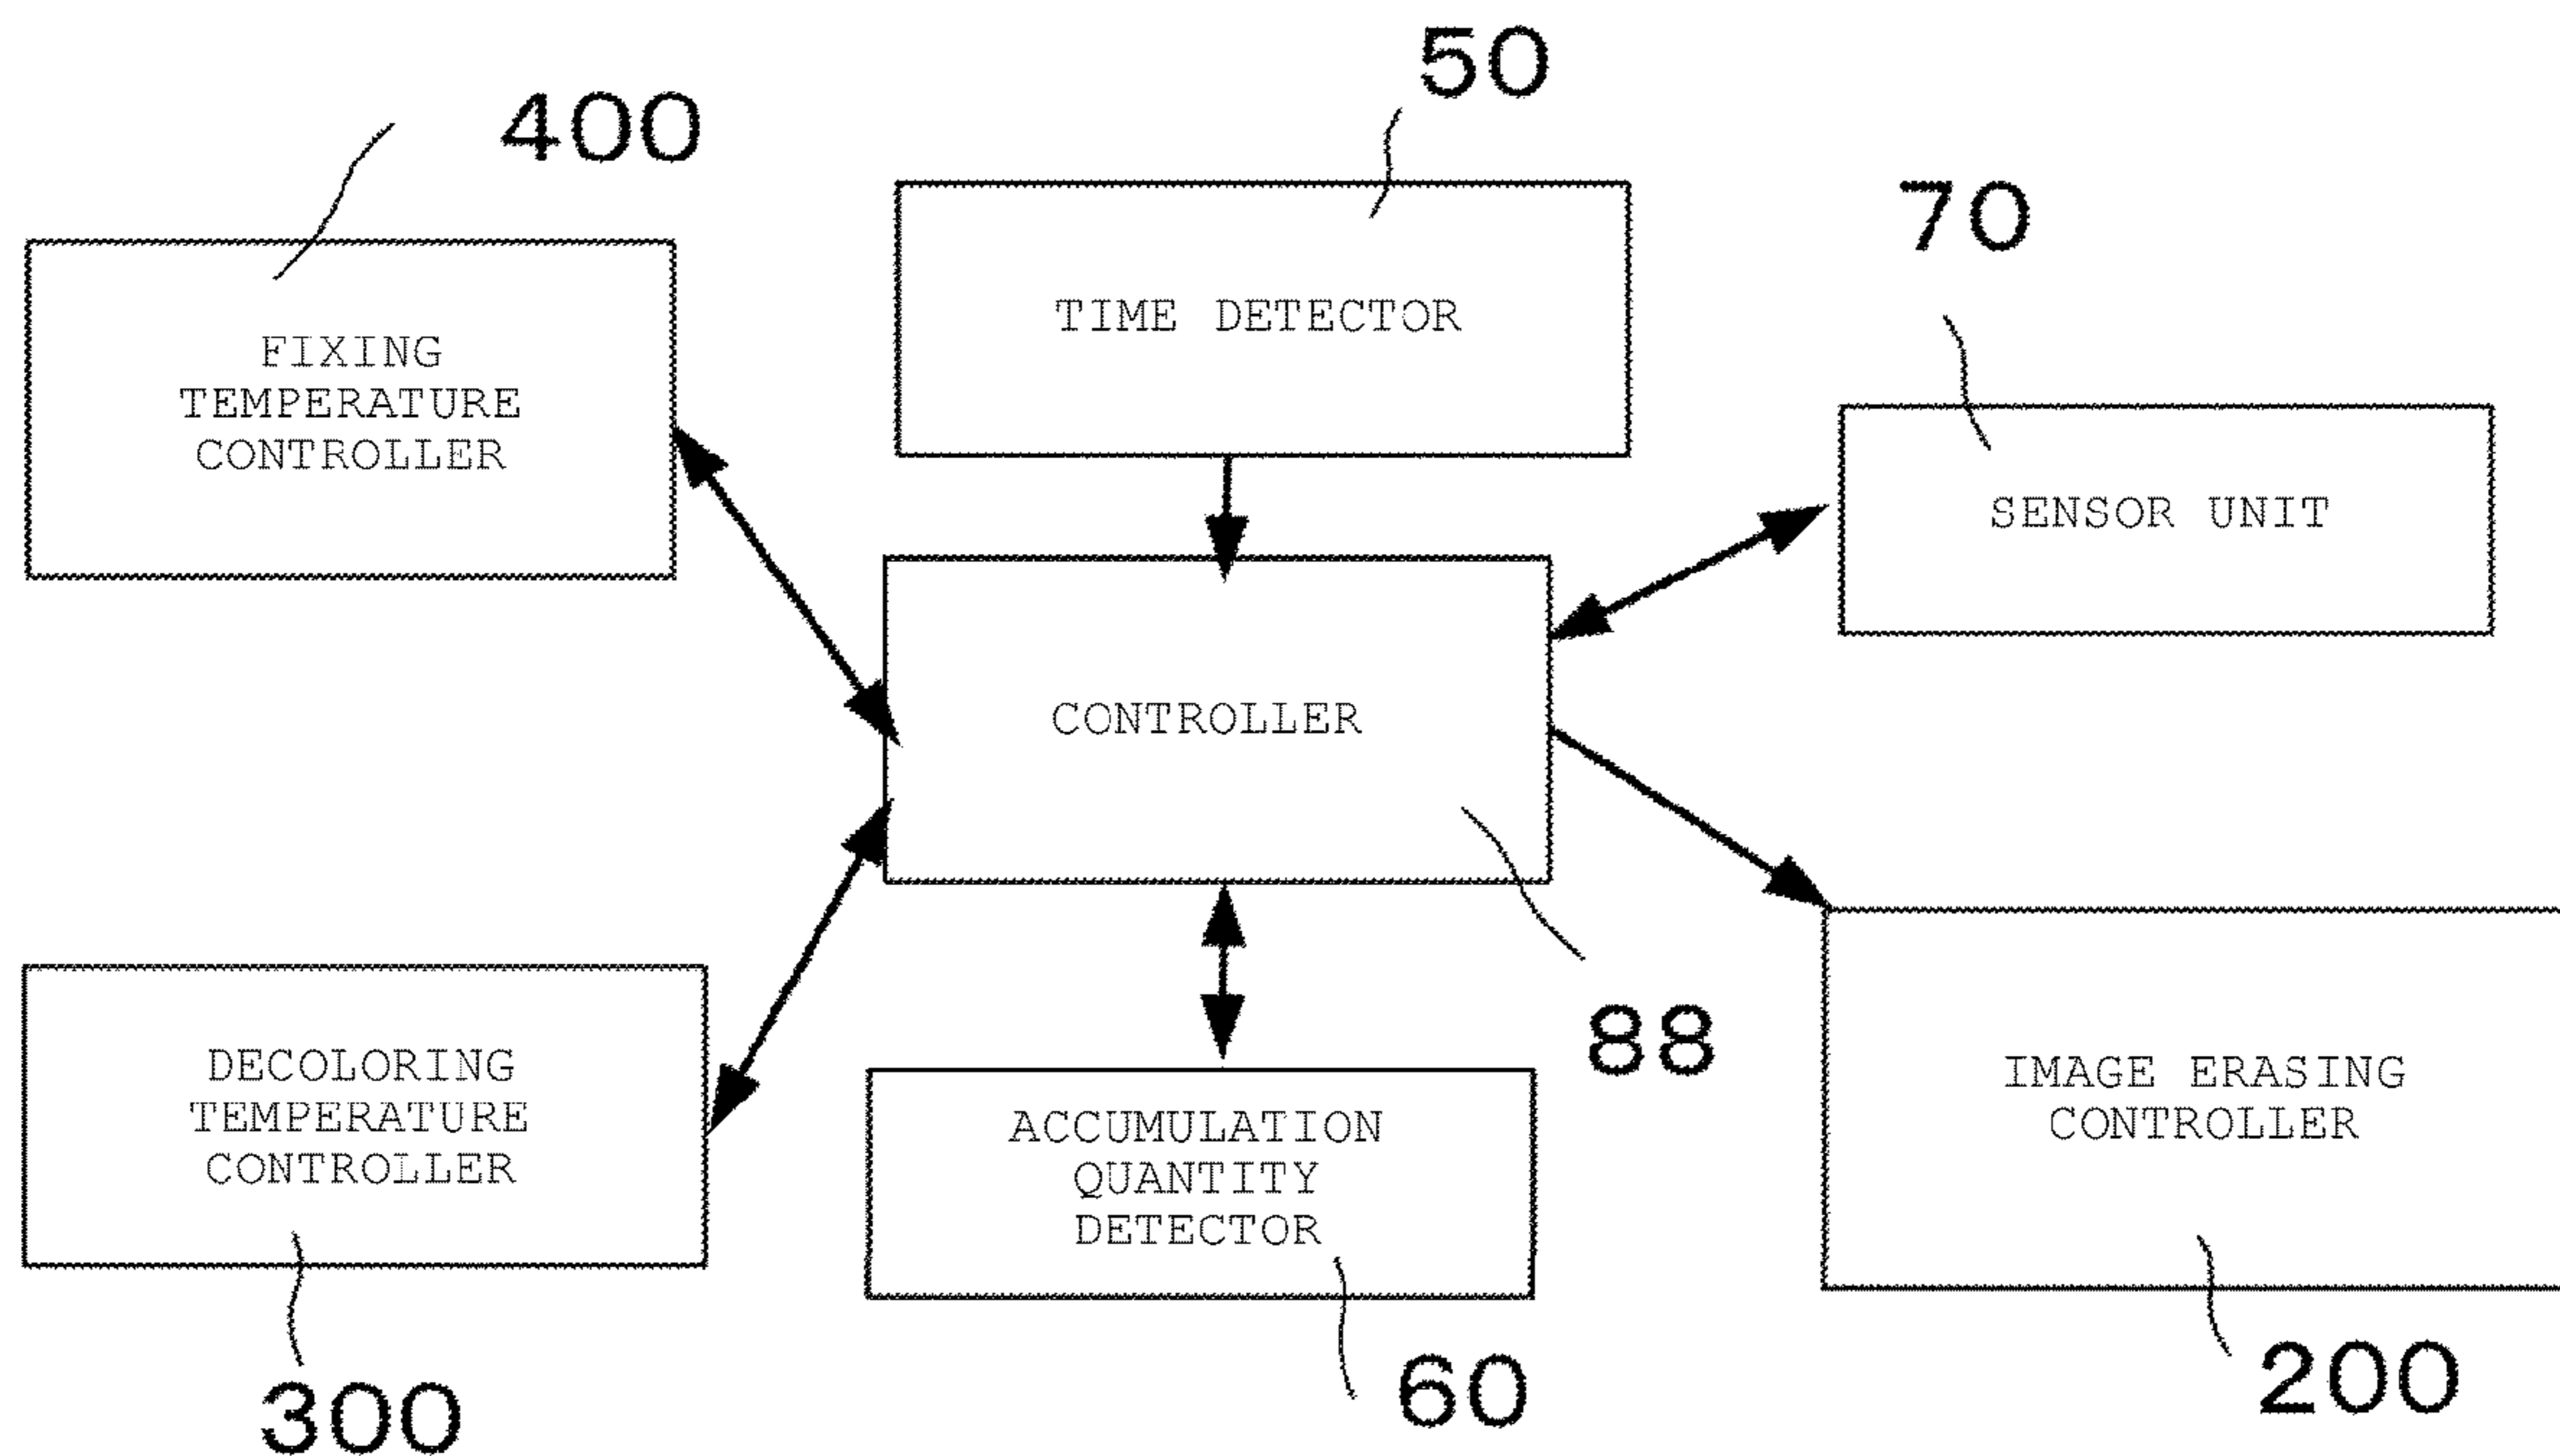 50
400
70
TIME DETECTOR
FIXING
TEMPERATURE
CONTROLLER
SENSOR UNIT
CONTROLLER
88
DECOLORING
TEMPERATURE
CONTROLLER
ACCUMULATION
QUANTITY
DETECTOR
IMAGE ERASING
CONTROLLER
300
60
200